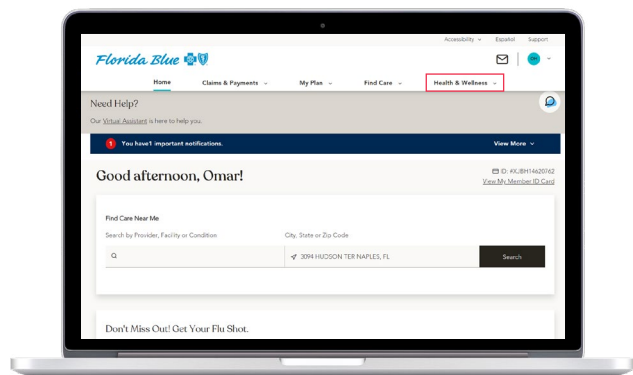 Accessibility Español Support
Florida Blue
Home Claims & Payments My Plan Find Care Health & Wellness
Need Help?
Our Virtual Assistant is here to help you.
1 You have1 important notifications. View More
Good afternoon, Omar!
ID: #XJBH14620762
View My Member ID Card
Find Care Near Me
Search by Provider, Facility or Condition City, State or Zip Code
3094 HUDSON TER NAPLES, FL Search
Don't Miss Out! Get Your Flu Shot.